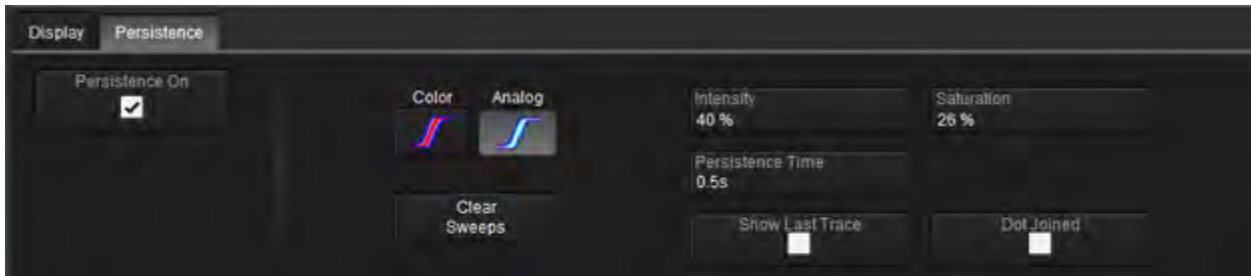 Display Persistence
Persistence On
Color Analog
Clear
Sweeps
Intensity
40 %
Saturation
26 %
Persistence Time
0.5s
Show Last Trace
Dot Joined